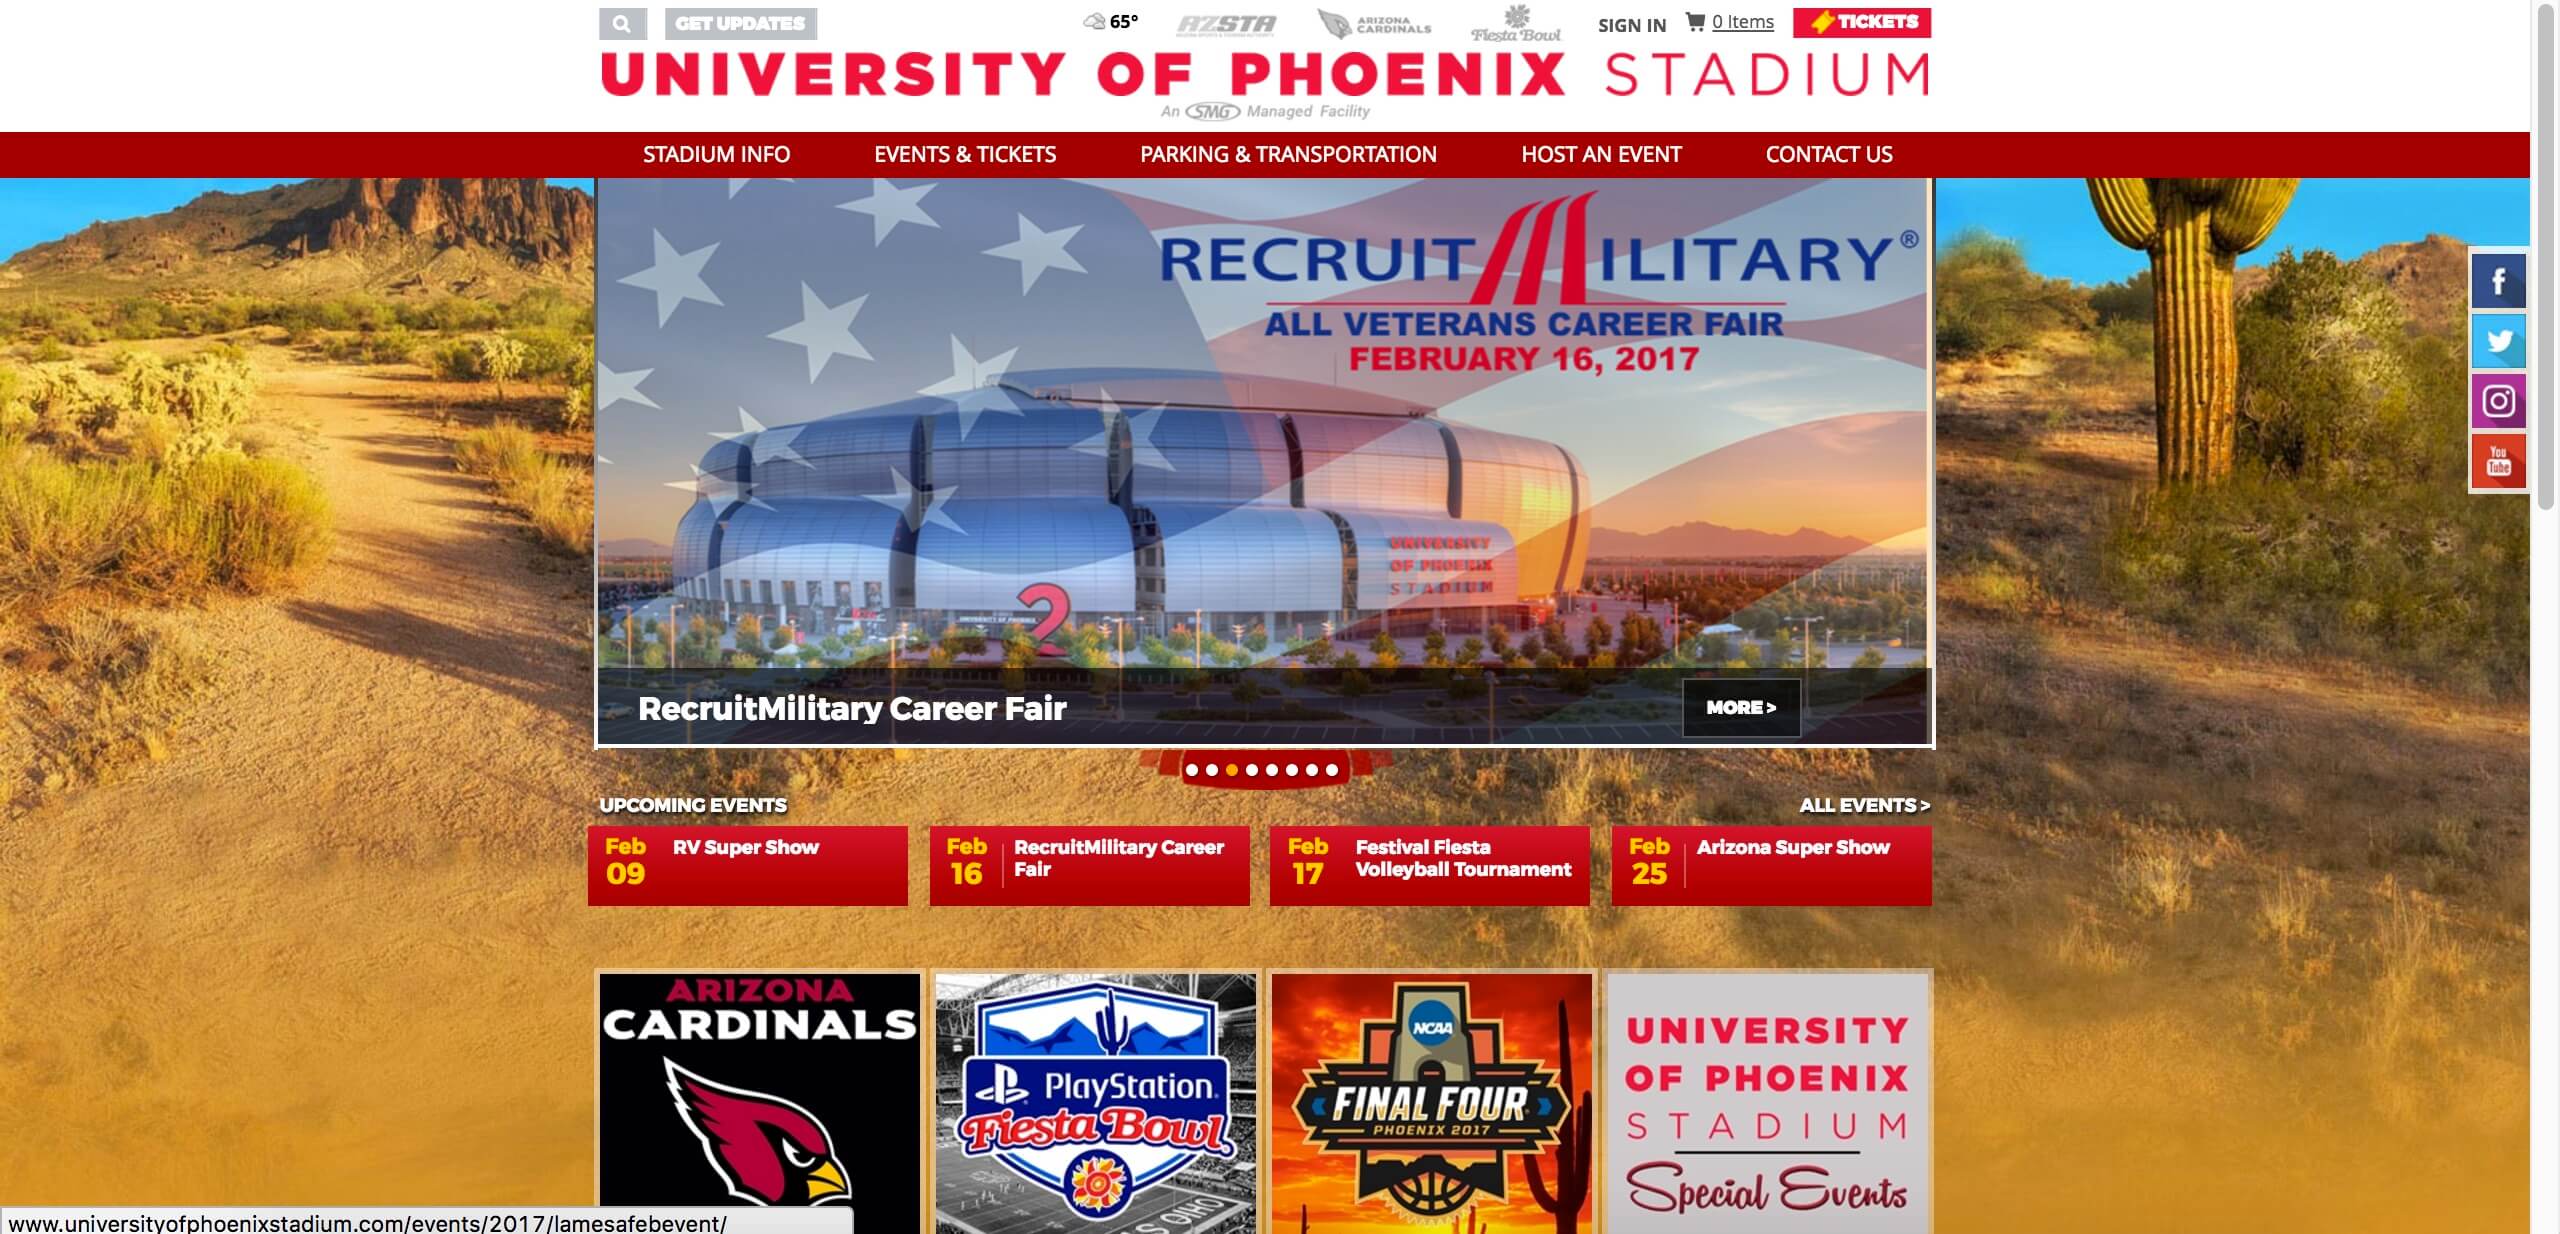 GET UPDATES
65°
AZSTA
ARIZONA
CARDINALS
Fiesta Bowl
SIGN IN
0 Items
TICKETS
UNIVERSITY OF PHOENIX STADIUM
An SMG Managed Facility
STADIUM INFO EVENTS & TICKETS PARKING & TRANSPORTATION HOST AN EVENT CONTACT US
RECRUITMILITARY®
ALL VETERANS CAREER FAIR
FEBRUARY 16, 2017
UNIVERSITY
OF PHOENIX
STADIUM
2
RecruitMilitary Career Fair
MORE >
You
Tube
UPCOMING EVENTS
ALL EVENTS >
Feb
09
RV Super Show
Feb
16
RecruitMilitary Career
Fair
Feb
17
Festival Fiesta
Volleyball Tournament
Feb
25
Arizona Super Show
ARIZONA
CARDINALS
PlayStation
Fiesta Bowl
OHIO
NCAA
FINAL FOUR
PHOENIX 2017
UNIVERSITY
OF PHOENIX
STADIUM
Special Events
www.universityofphoenixstadium.com/events/2017/lamesafebevent/